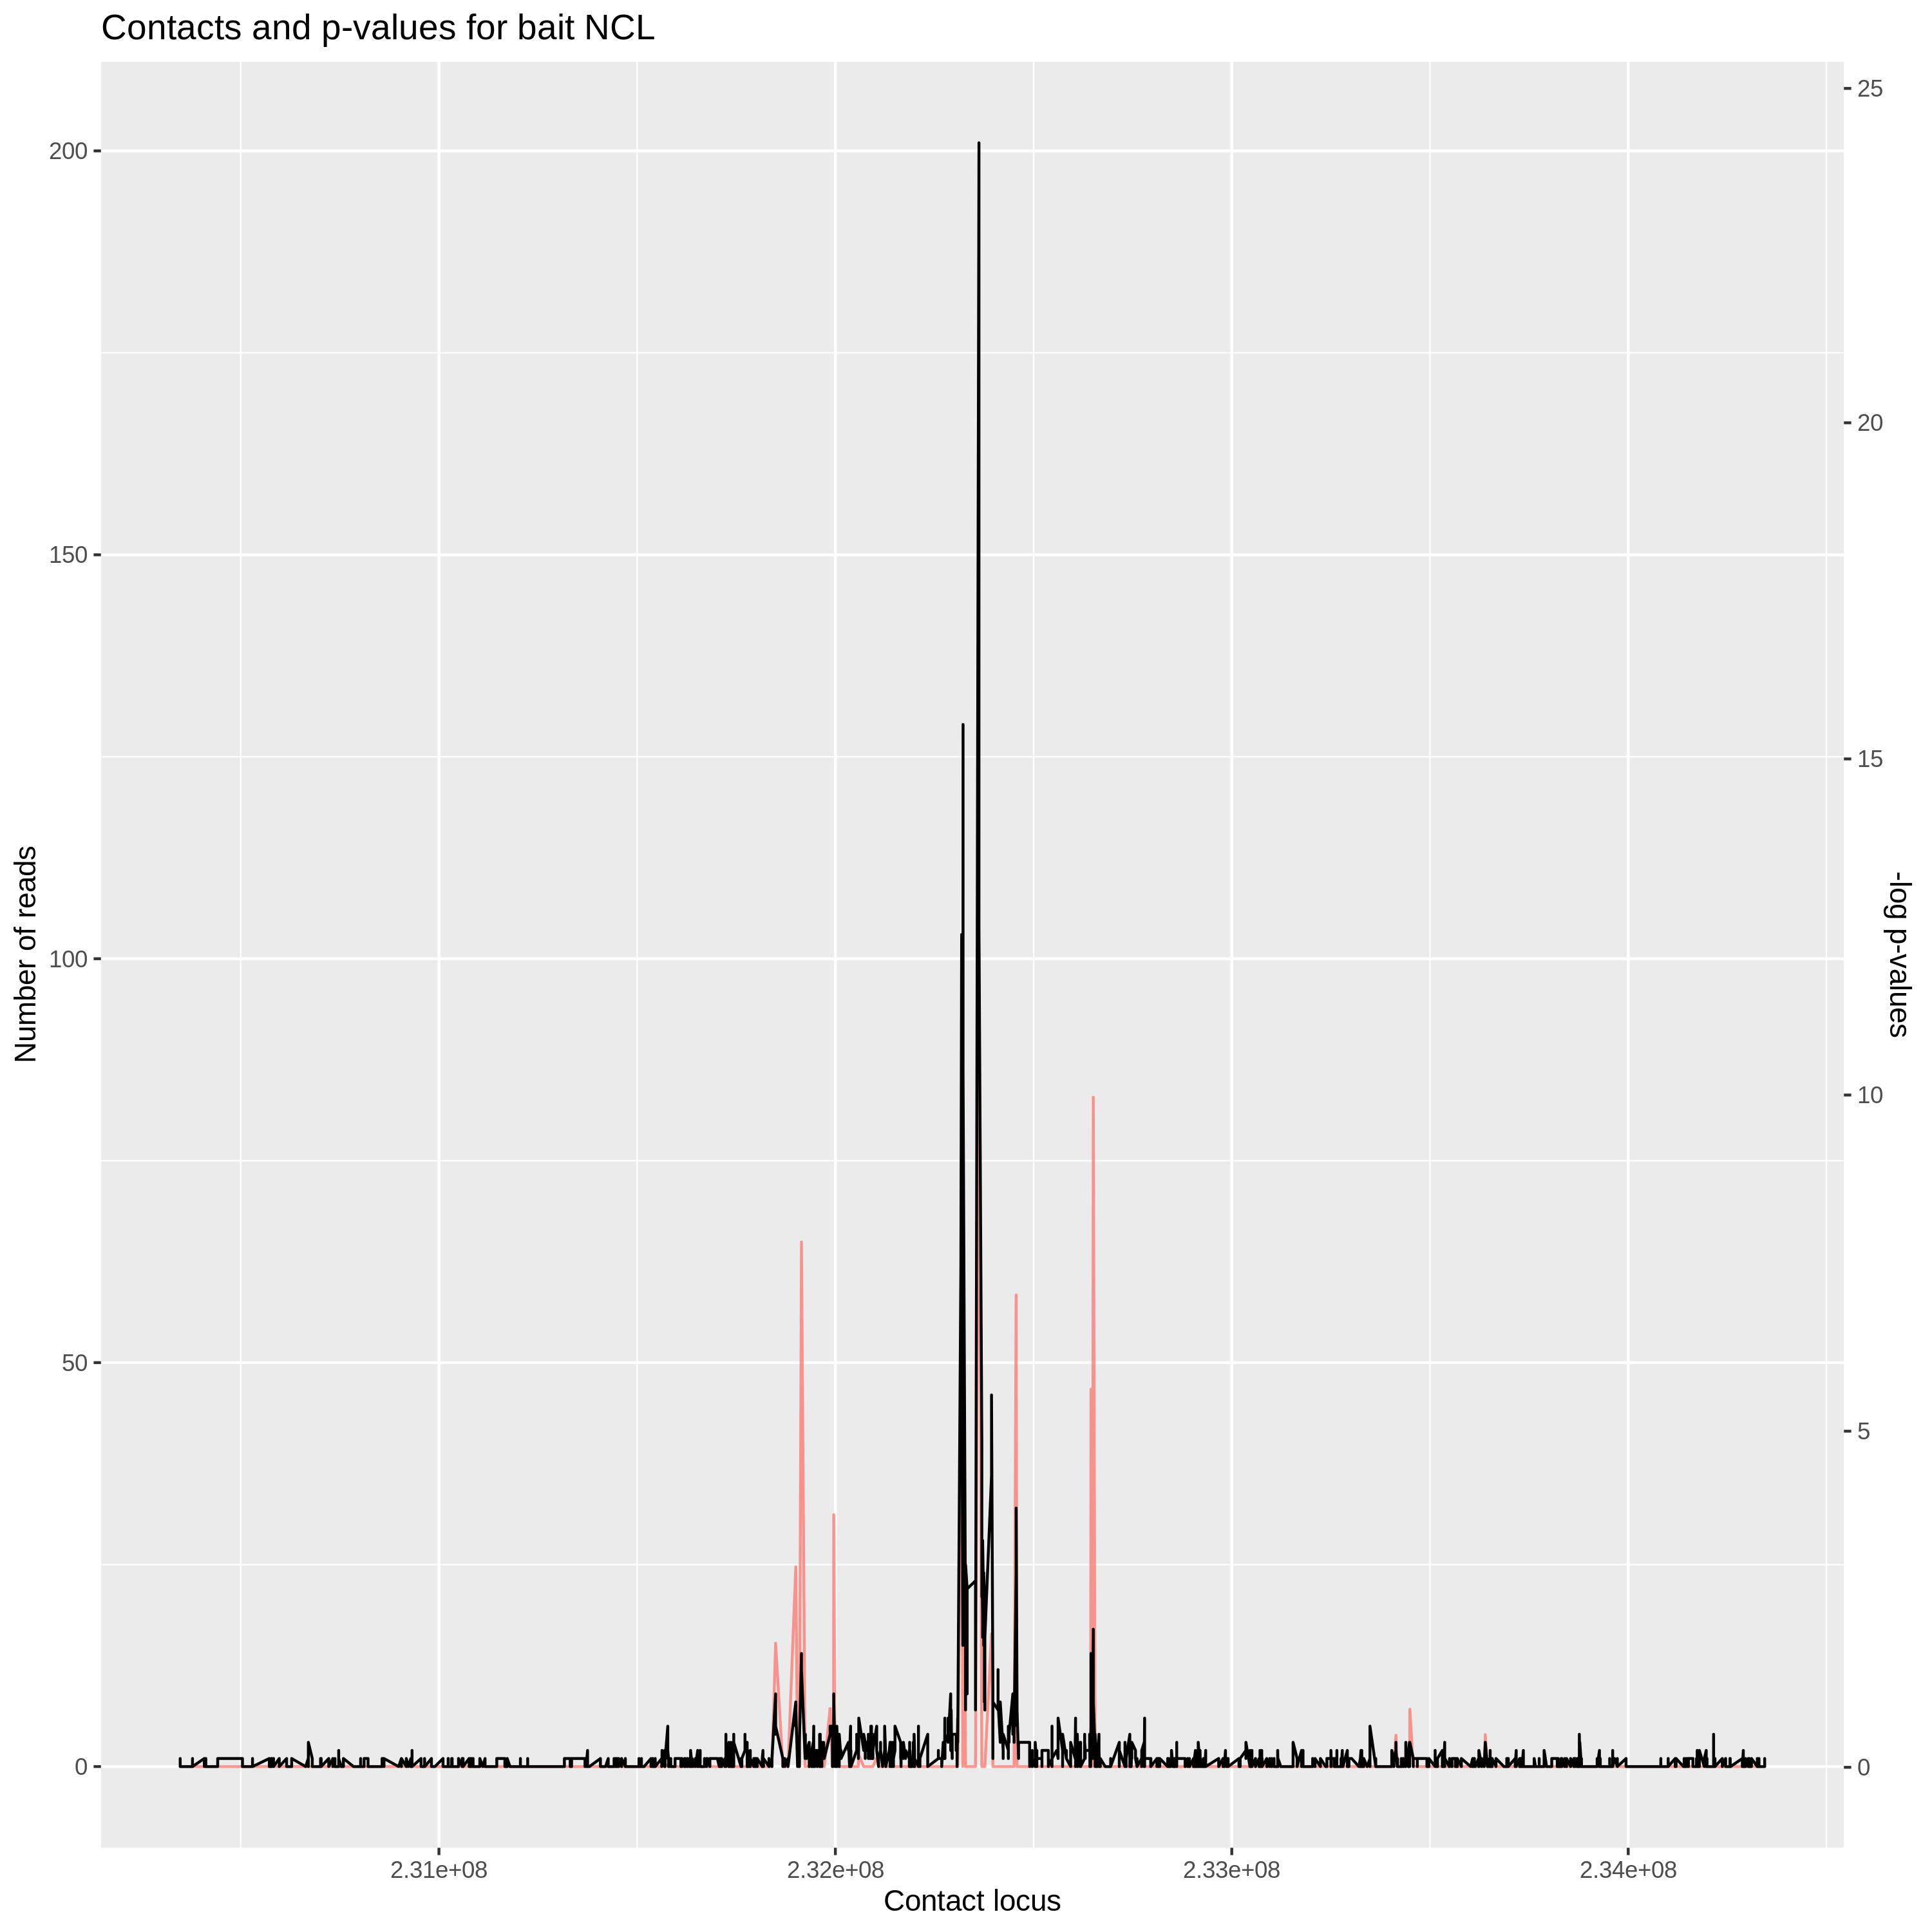 Contacts and p-values for bait NCL
25
200
20
150
15
Number of reads
-log p-values
100
10
50
5
0
0
2.31e+08
2.32e+08
2.33e+08
2.34e+08
Contact locus